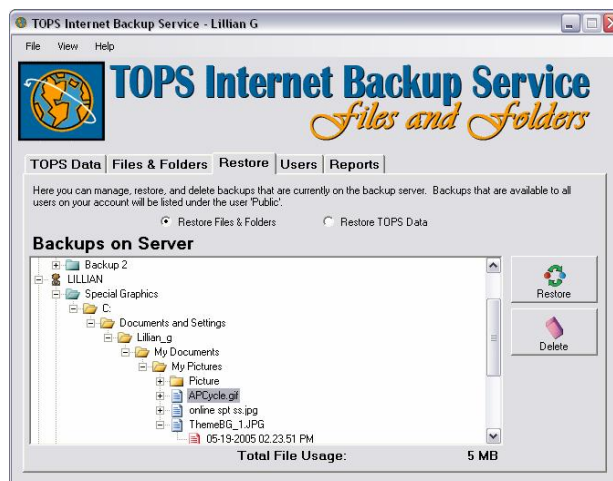 TOPS Internet Backup Service - Lillian G
File View Help
TOPS Internet Backup Service
Files and Folders
TOPS Data Files & Folders Restore Users Reports
Here you can manage, restore, and delete backups that are currently on the backup server. Backups that are available to all
users on your account will be listed under the user 'Public'.
Restore Files & Folders Restore TOPS Data
Backups on Server
Backup 2
LILLIAN
Special Graphics
C:
Documents and Settings
Lillian_g
My Documents
My Pictures
Picture
APCycle.gif
online spt ss.jpg
ThemeBG_1.JPG
05-19-2005 02.23.51 PM
Restore
Delete
Total File Usage: 5 MB